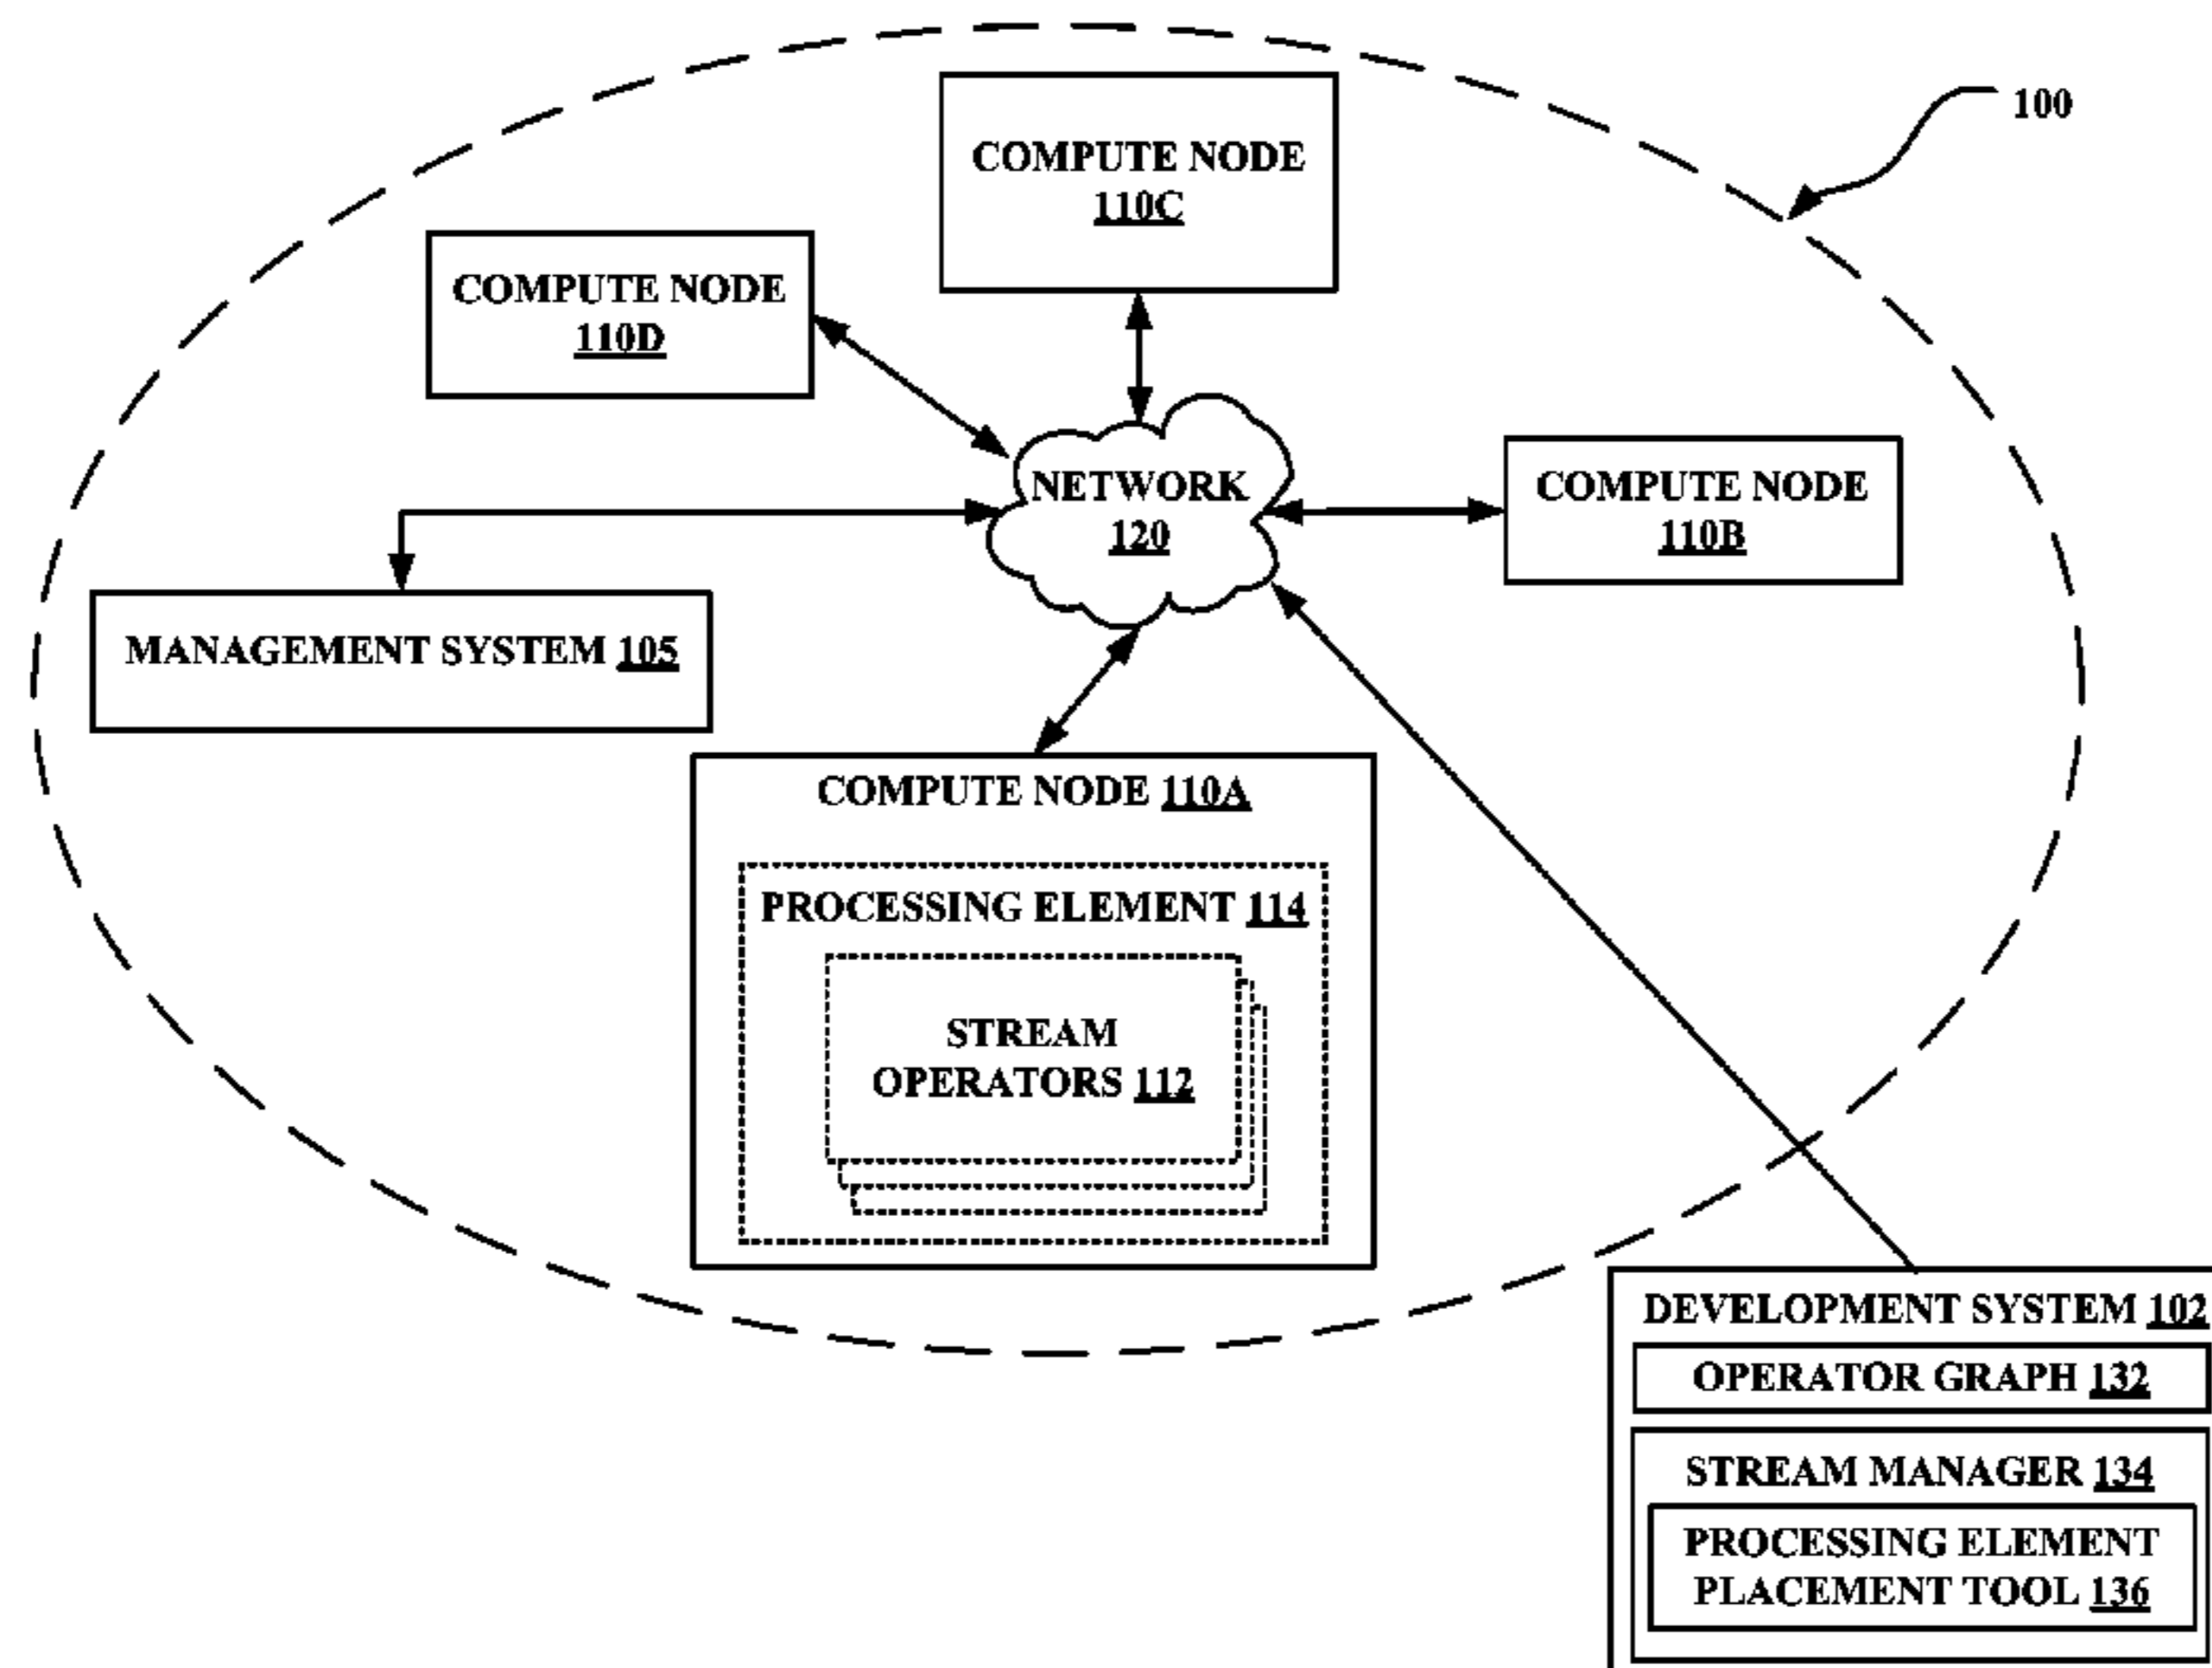 100
COMPUTE NODE
110C
COMPUTE NODE
110D
NETWORK
120
COMPUTE NODE
110B
MANAGEMENT SYSTEM 105
COMPUTE NODE 110A
PROCESSING ELEMENT 114
STREAM
OPERATORS 112
DEVELOPMENT SYSTEM 102
OPERATOR GRAPH 132
STREAM MANAGER 134
PROCESSING ELEMENT
PLACEMENT TOOL 136